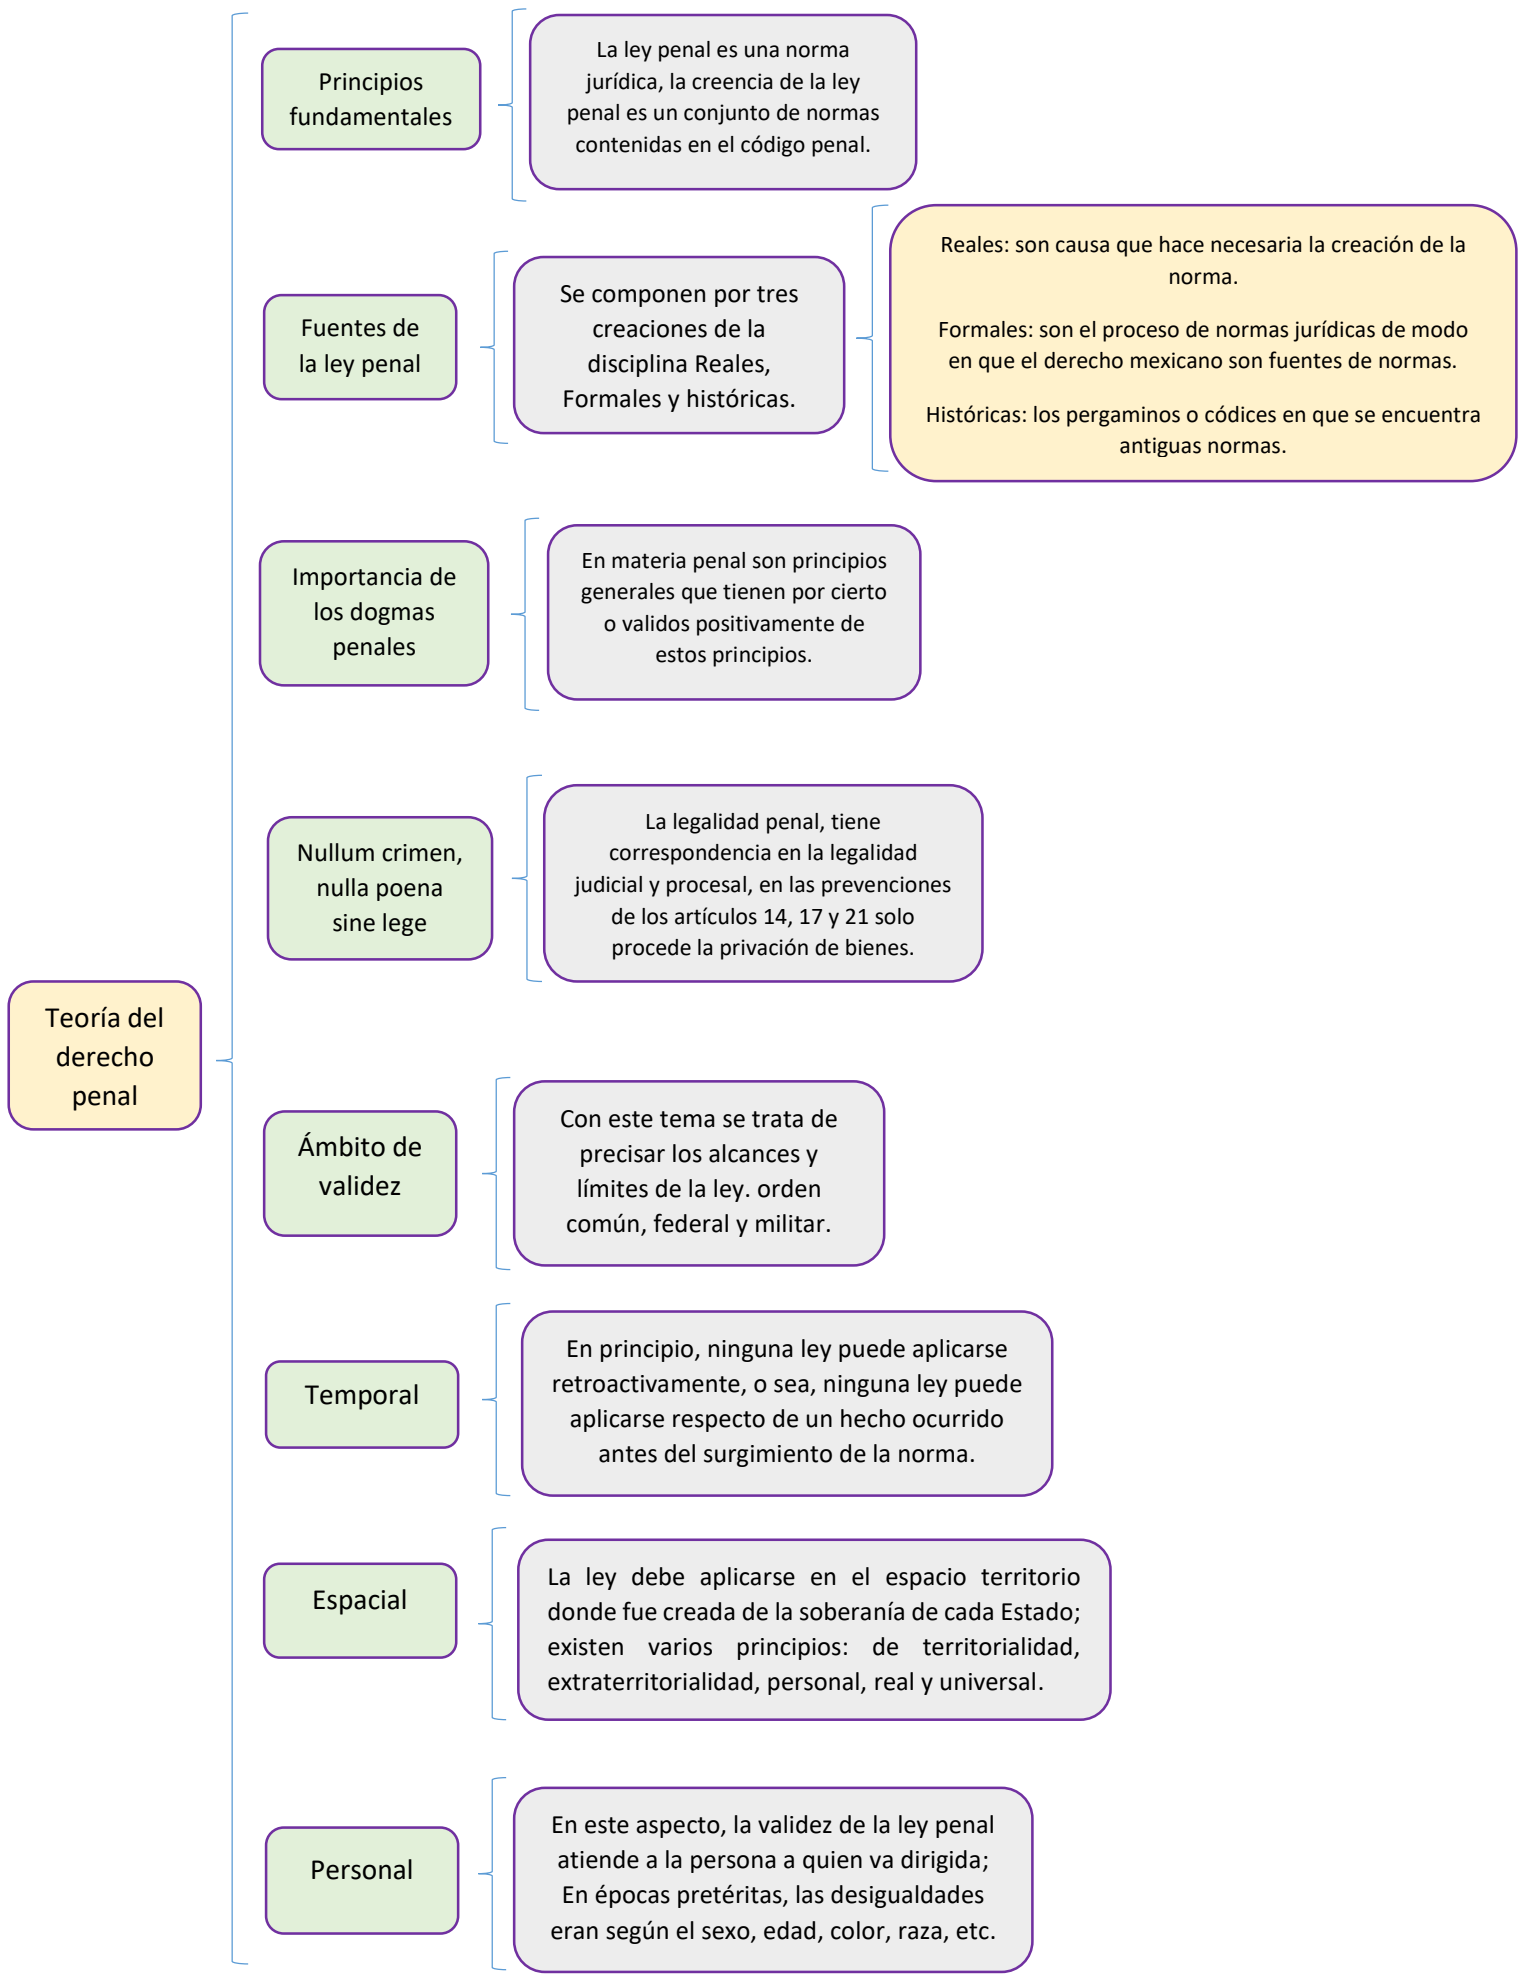 Principios
fundamentales
La ley penal es una norma
jurídica, la creencia de la ley
penal es un conjunto de normas
contenidas en el código penal.
Fuentes de
la ley penal
Se componen por tres
creaciones de la
disciplina Reales,
Formales y históricas.
Reales: son causa que hace necesaria la creación de la
norma.
Formales: son el proceso de normas jurídicas de modo
en que el derecho mexicano son fuentes de normas.
Históricas: los pergaminos o códices en que se encuentra
antiguas normas.
Importancia de
los dogmas
penales
En materia penal son principios
generales que tienen por cierto
o validos positivamente de
estos principios.
Nullum crimen,
nulla poena
sine lege
La legalidad penal, tiene
correspondencia en la legalidad
judicial y procesal, en las prevenciones
de los artículos 14, 17 y 21 solo
procede la privación de bienes.
Teoría del
derecho
penal
Ámbito de
validez
Con este tema se trata de
precisar los alcances y
límites de la ley. orden
común, federal y militar.
Temporal
En principio, ninguna ley puede aplicarse
retroactivamente, o sea, ninguna ley puede
aplicarse respecto de un hecho ocurrido
antes del surgimiento de la norma.
Espacial
La ley debe aplicarse en el espacio territorio
donde fue creada de la soberanía de cada Estado;
existen varios principios: de territorialidad,
extraterritorialidad, personal, real y universal.
Personal
En este aspecto, la validez de la ley penal
atiende a la persona a quien va dirigida;
En épocas pretéritas, las desigualdades
eran según el sexo, edad, color, raza, etc.